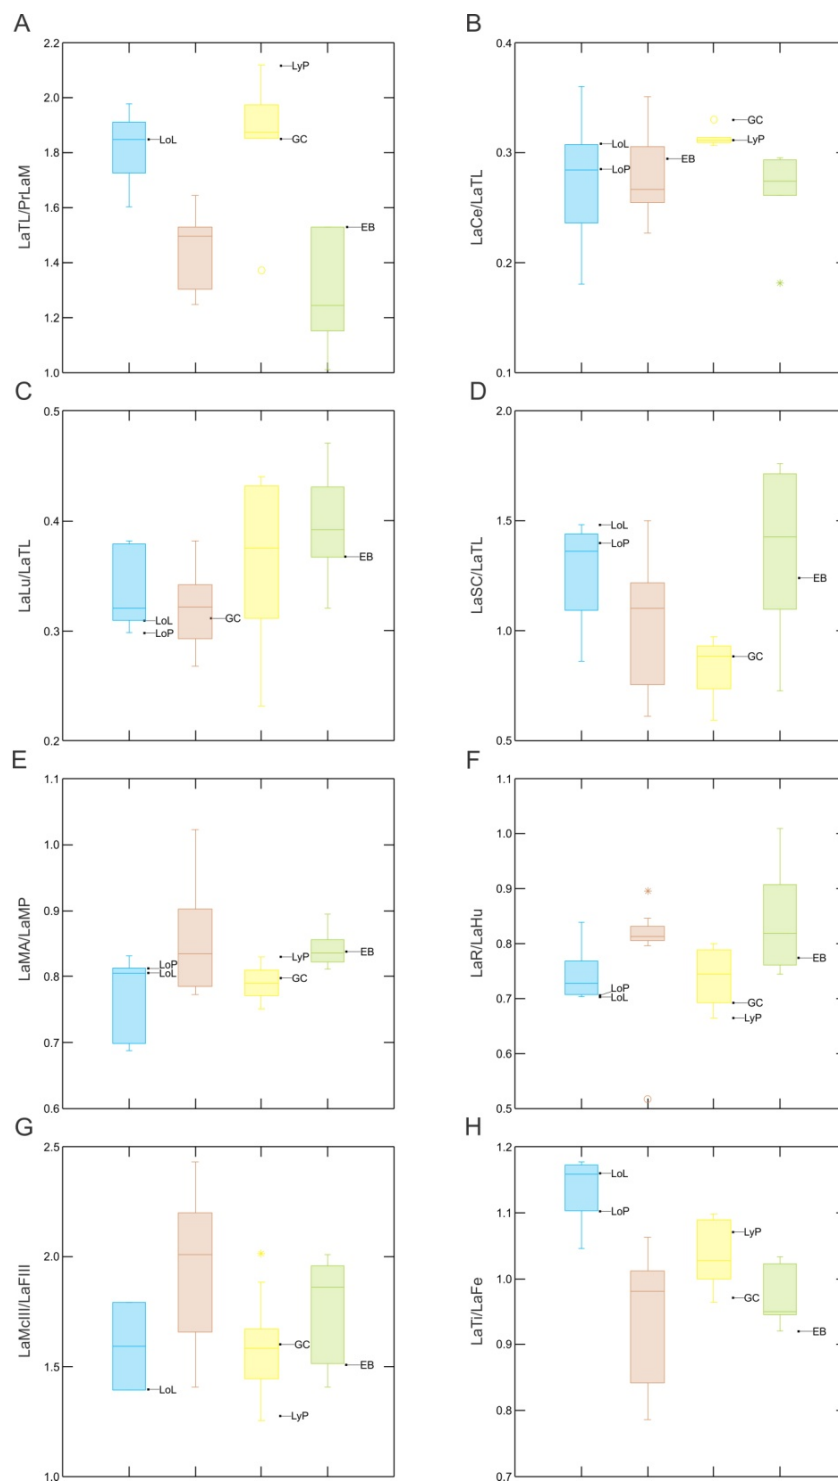 A
2.2
2.0
1.8
1.6
1.4
1.2
1.0
LaTL/PrLaM
LoL
LyP
GC
EB
B
0.4
0.3
0.2
0.1
LaCe/LaTL
LoL
LoP
EB
GC
LyP
C
0.5
0.4
0.3
0.2
LaLu/LaTL
LoL
LoP
GC
EB
D
2.0
1.5
1.0
0.5
LaSC/LaTL
LoL
LoP
GC
EB
E
1.1
1.0
0.9
0.8
0.7
0.6
LaMA/LaMP
LoP
LoL
LyP
GC
EB
F
1.1
1.0
0.9
0.8
0.7
0.6
0.5
LaR/LaHu
LoP
LoL
GC
LyP
EB
G
2.5
2.0
1.5
1.0
LaMcIII/LaFIII
LoL
GC
LyP
EB
H
1.2
1.1
1.0
0.9
0.8
0.7
LaTi/LaFe
LoL
LoP
LyP
GC
EB